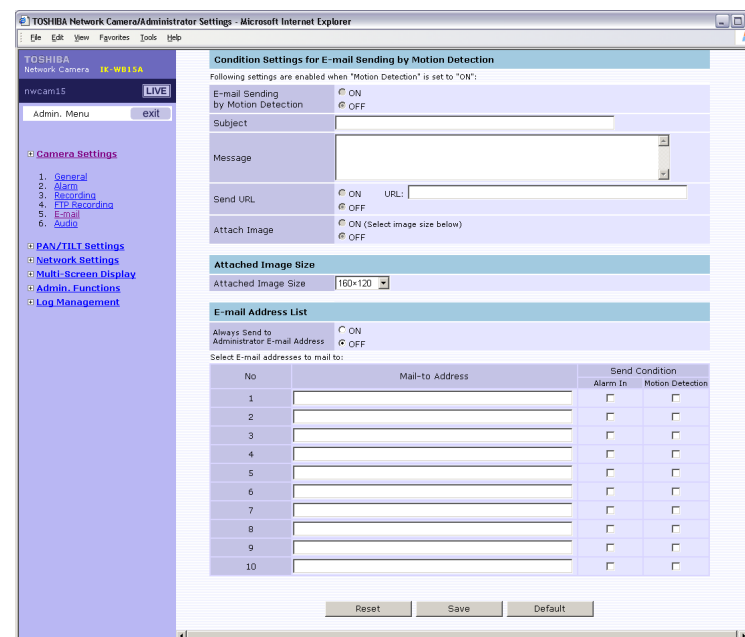 TOSHIBA Network Camera/Administrator Settings - Microsoft Internet Explorer
File Edit View Favorites Tools Help
TOSHIBA
Network Camera IK-WB15A
nwcam15 LIVE
Admin. Menu exit
Camera Settings
1. General
2. Alarm
3. Recording
4. FTP Recording
5. E-mail
6. Audio
PAN/TILT Settings
Network Settings
Multi-Screen Display
Admin. Functions
Log Management
Condition Settings for E-mail Sending by Motion Detection
Following settings are enabled when "Motion Detection" is set to "ON":
E-mail Sending
by Motion Detection
ON
OFF
Subject
Message
Send URL
ON URL:
OFF
Attach Image
ON (Select image size below)
OFF
Attached Image Size
Attached Image Size 160×120
E-mail Address List
Always Send to
Administrator E-mail Address
ON
OFF
Select E-mail addresses to mail to:
No Mail-to Address Send Condition
Alarm In Motion Detection
1
2
3
4
5
6
7
8
9
10
Reset Save Default